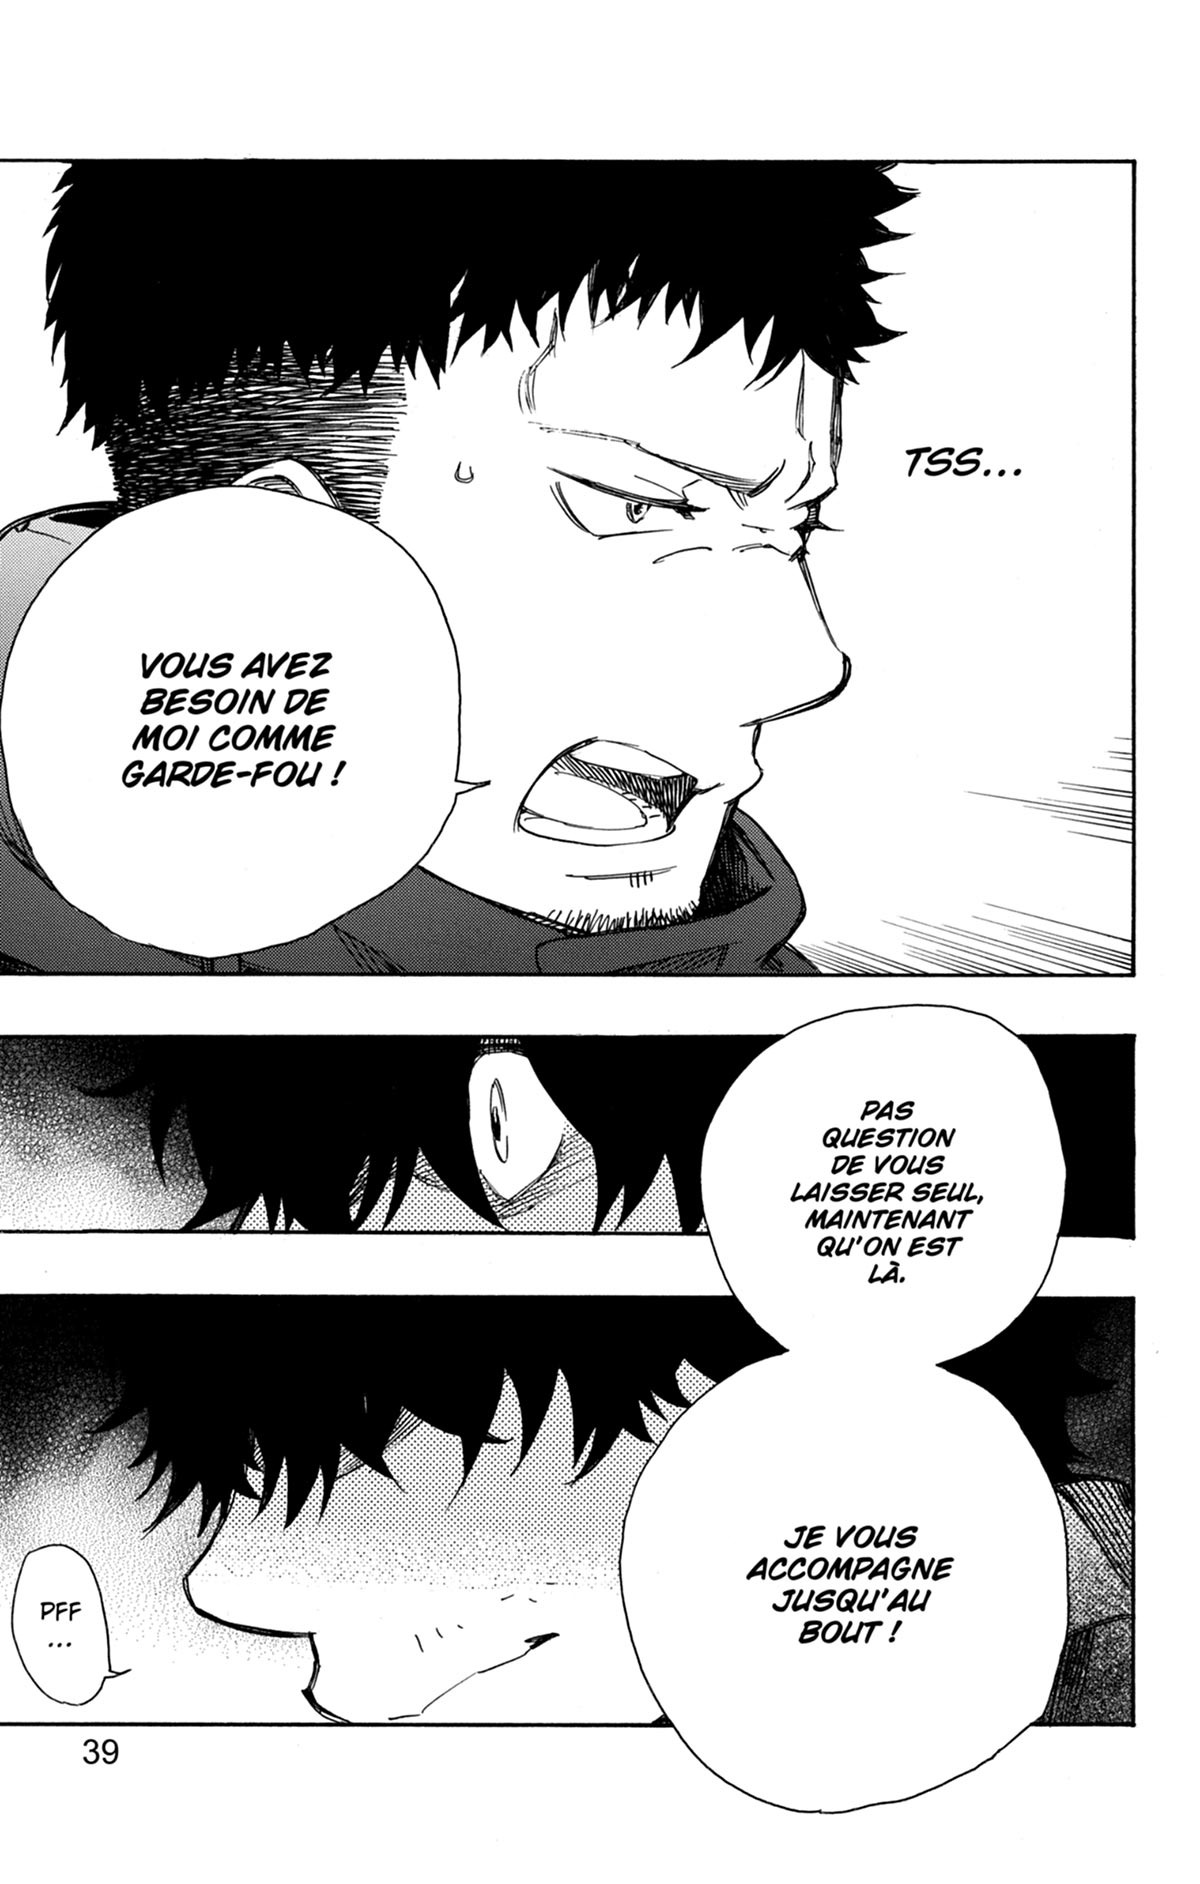 TSS...
VOUS AVEZ
BESOIN DE
MOI COMME
GARDE-FOU !
PAS
QUESTION
DE VOUS
LAISSER SEUL,
MAINTENANT
QU'ON EST
LÀ.
JE VOUS
ACCOMPAGNE
JUSQU'AU
BOUT !
PFF
...
39